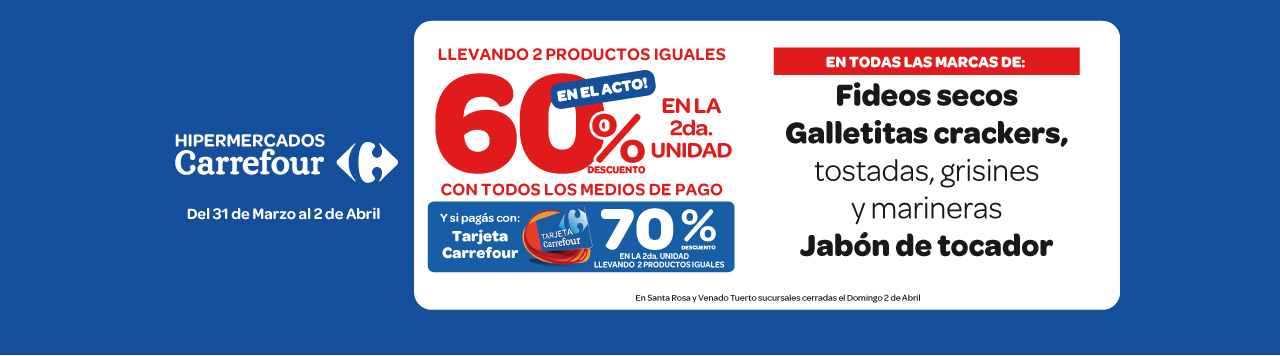 HIPERMERCADOS
Carrefour
Del 31 de Marzo al 2 de Abril
LLEVANDO 2 PRODUCTOS IGUALES
60%
EN EL ACTO!
DESCUENTO
EN LA
2da.
UNIDAD
CON TODOS LOS MEDIOS DE PAGO
Y si pagás con:
Tarjeta
Carrefour
TARJETA
Carrefour
70%
DESCUENTO
EN LA 2da. UNIDAD
LLEVANDO 2 PRODUCTOS IGUALES
EN TODAS LAS MARCAS DE:
Fideos secos
Galletitas crackers,
tostadas, grisines
y marineras
Jabón de tocador
En Santa Rosa y Venado Tuerto sucursales cerradas el Domingo 2 de Abril